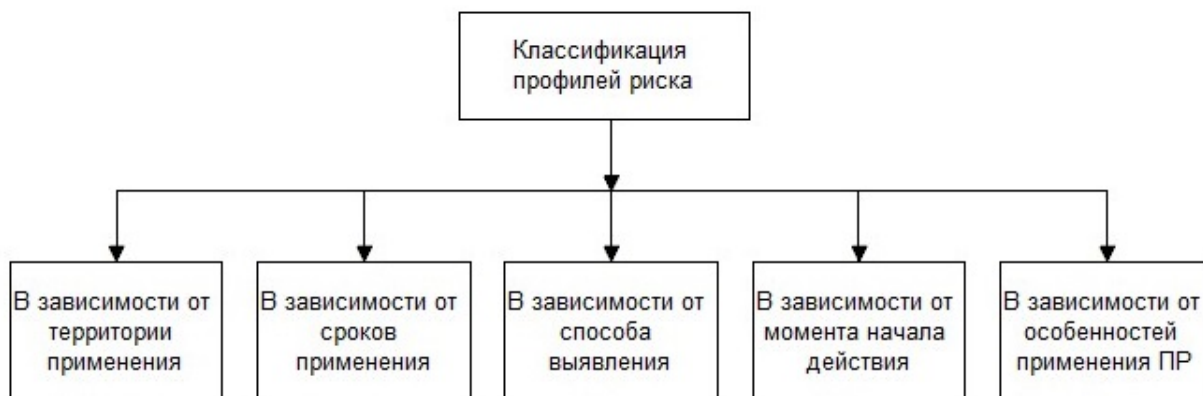 Классификация
профилей риска
В зависимости от
территории
применения
В зависимости от
сроков
применения
В зависимости от
способа
выявления
В зависимости от
момента начала
действия
В зависимости от
особенностей
применения ПР